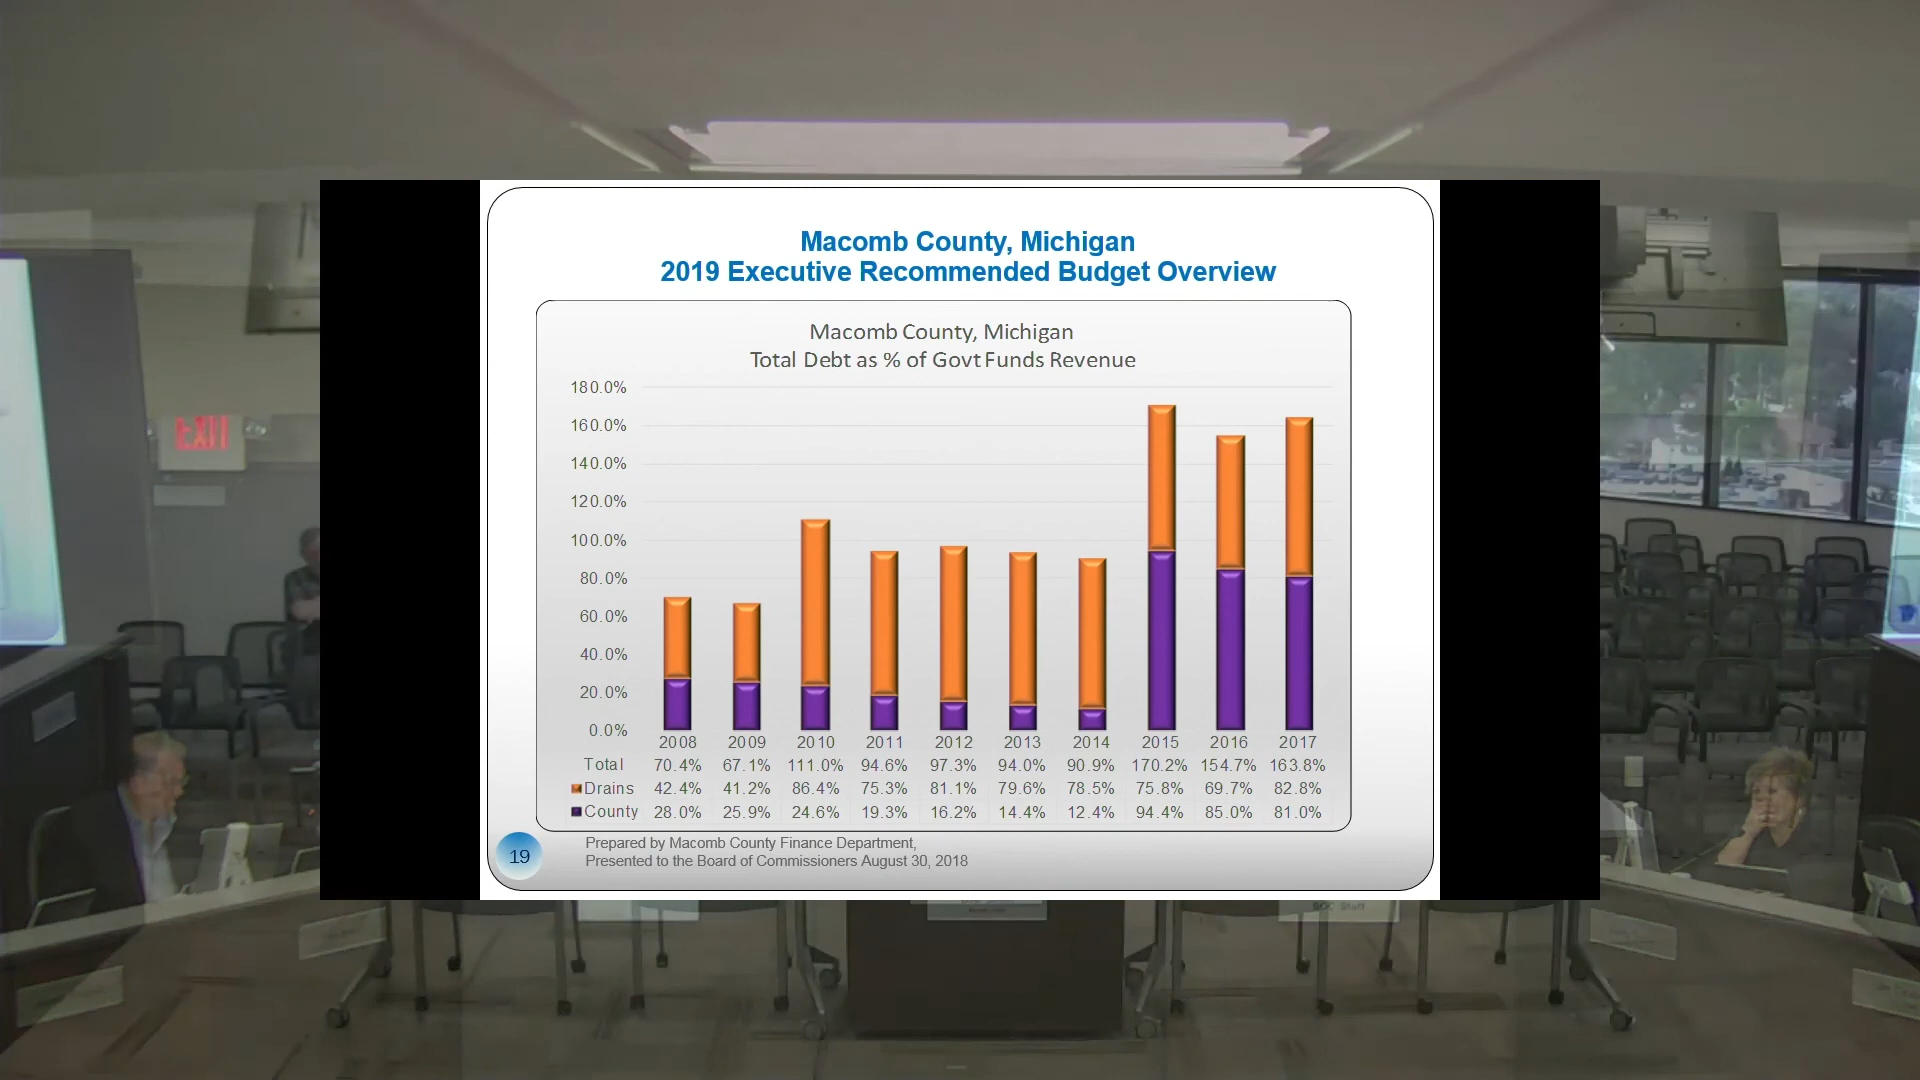 Macomb County, Michigan
2019 Executive Recommended Budget Overview
Macomb County, Michigan
Total Debt as % of Govt Funds Revenue
180.0%
160.0%
140.0%
120.0%
100.0%
80.0%
60.0%
40.0%
20.0%
0.0%
2008 2009 2010 2011 2012 2013 2014 2015 2016 2017
Total 70.4% 67.1% 111.0% 94.6% 97.3% 94.0% 90.9% 170.2% 154.7% 163.8%
Drains 42.4% 41.2% 86.4% 75.3% 81.1% 79.6% 78.5% 75.8% 69.7% 82.8%
County 28.0% 25.9% 24.6% 19.3% 16.2% 14.4% 12.4% 94.4% 85.0% 81.0%
19
Prepared by Macomb County Finance Department,
Presented to the Board of Commissioners August 30, 2018
EXIT
BOC Staff